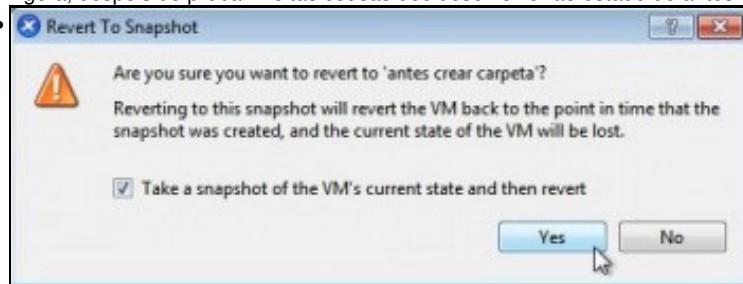 Revert To Snapshot
Are you sure you want to revert to 'antes crear carpeta'?
Reverting to this snapshot will revert the VM back to the point in time that the
snapshot was created, and the current state of the VM will be lost.
Take a snapshot of the VM's current state and then revert
Yes No